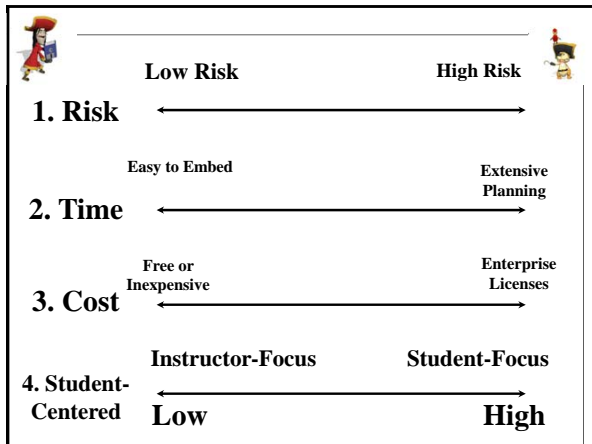 Low Risk High Risk
1. Risk
Easy to Embed Extensive
Planning
2. Time
Free or Enterprise
Inexpensive Licenses
3. Cost
Instructor-Focus Student-Focus
4. Student-
Centered
Low High